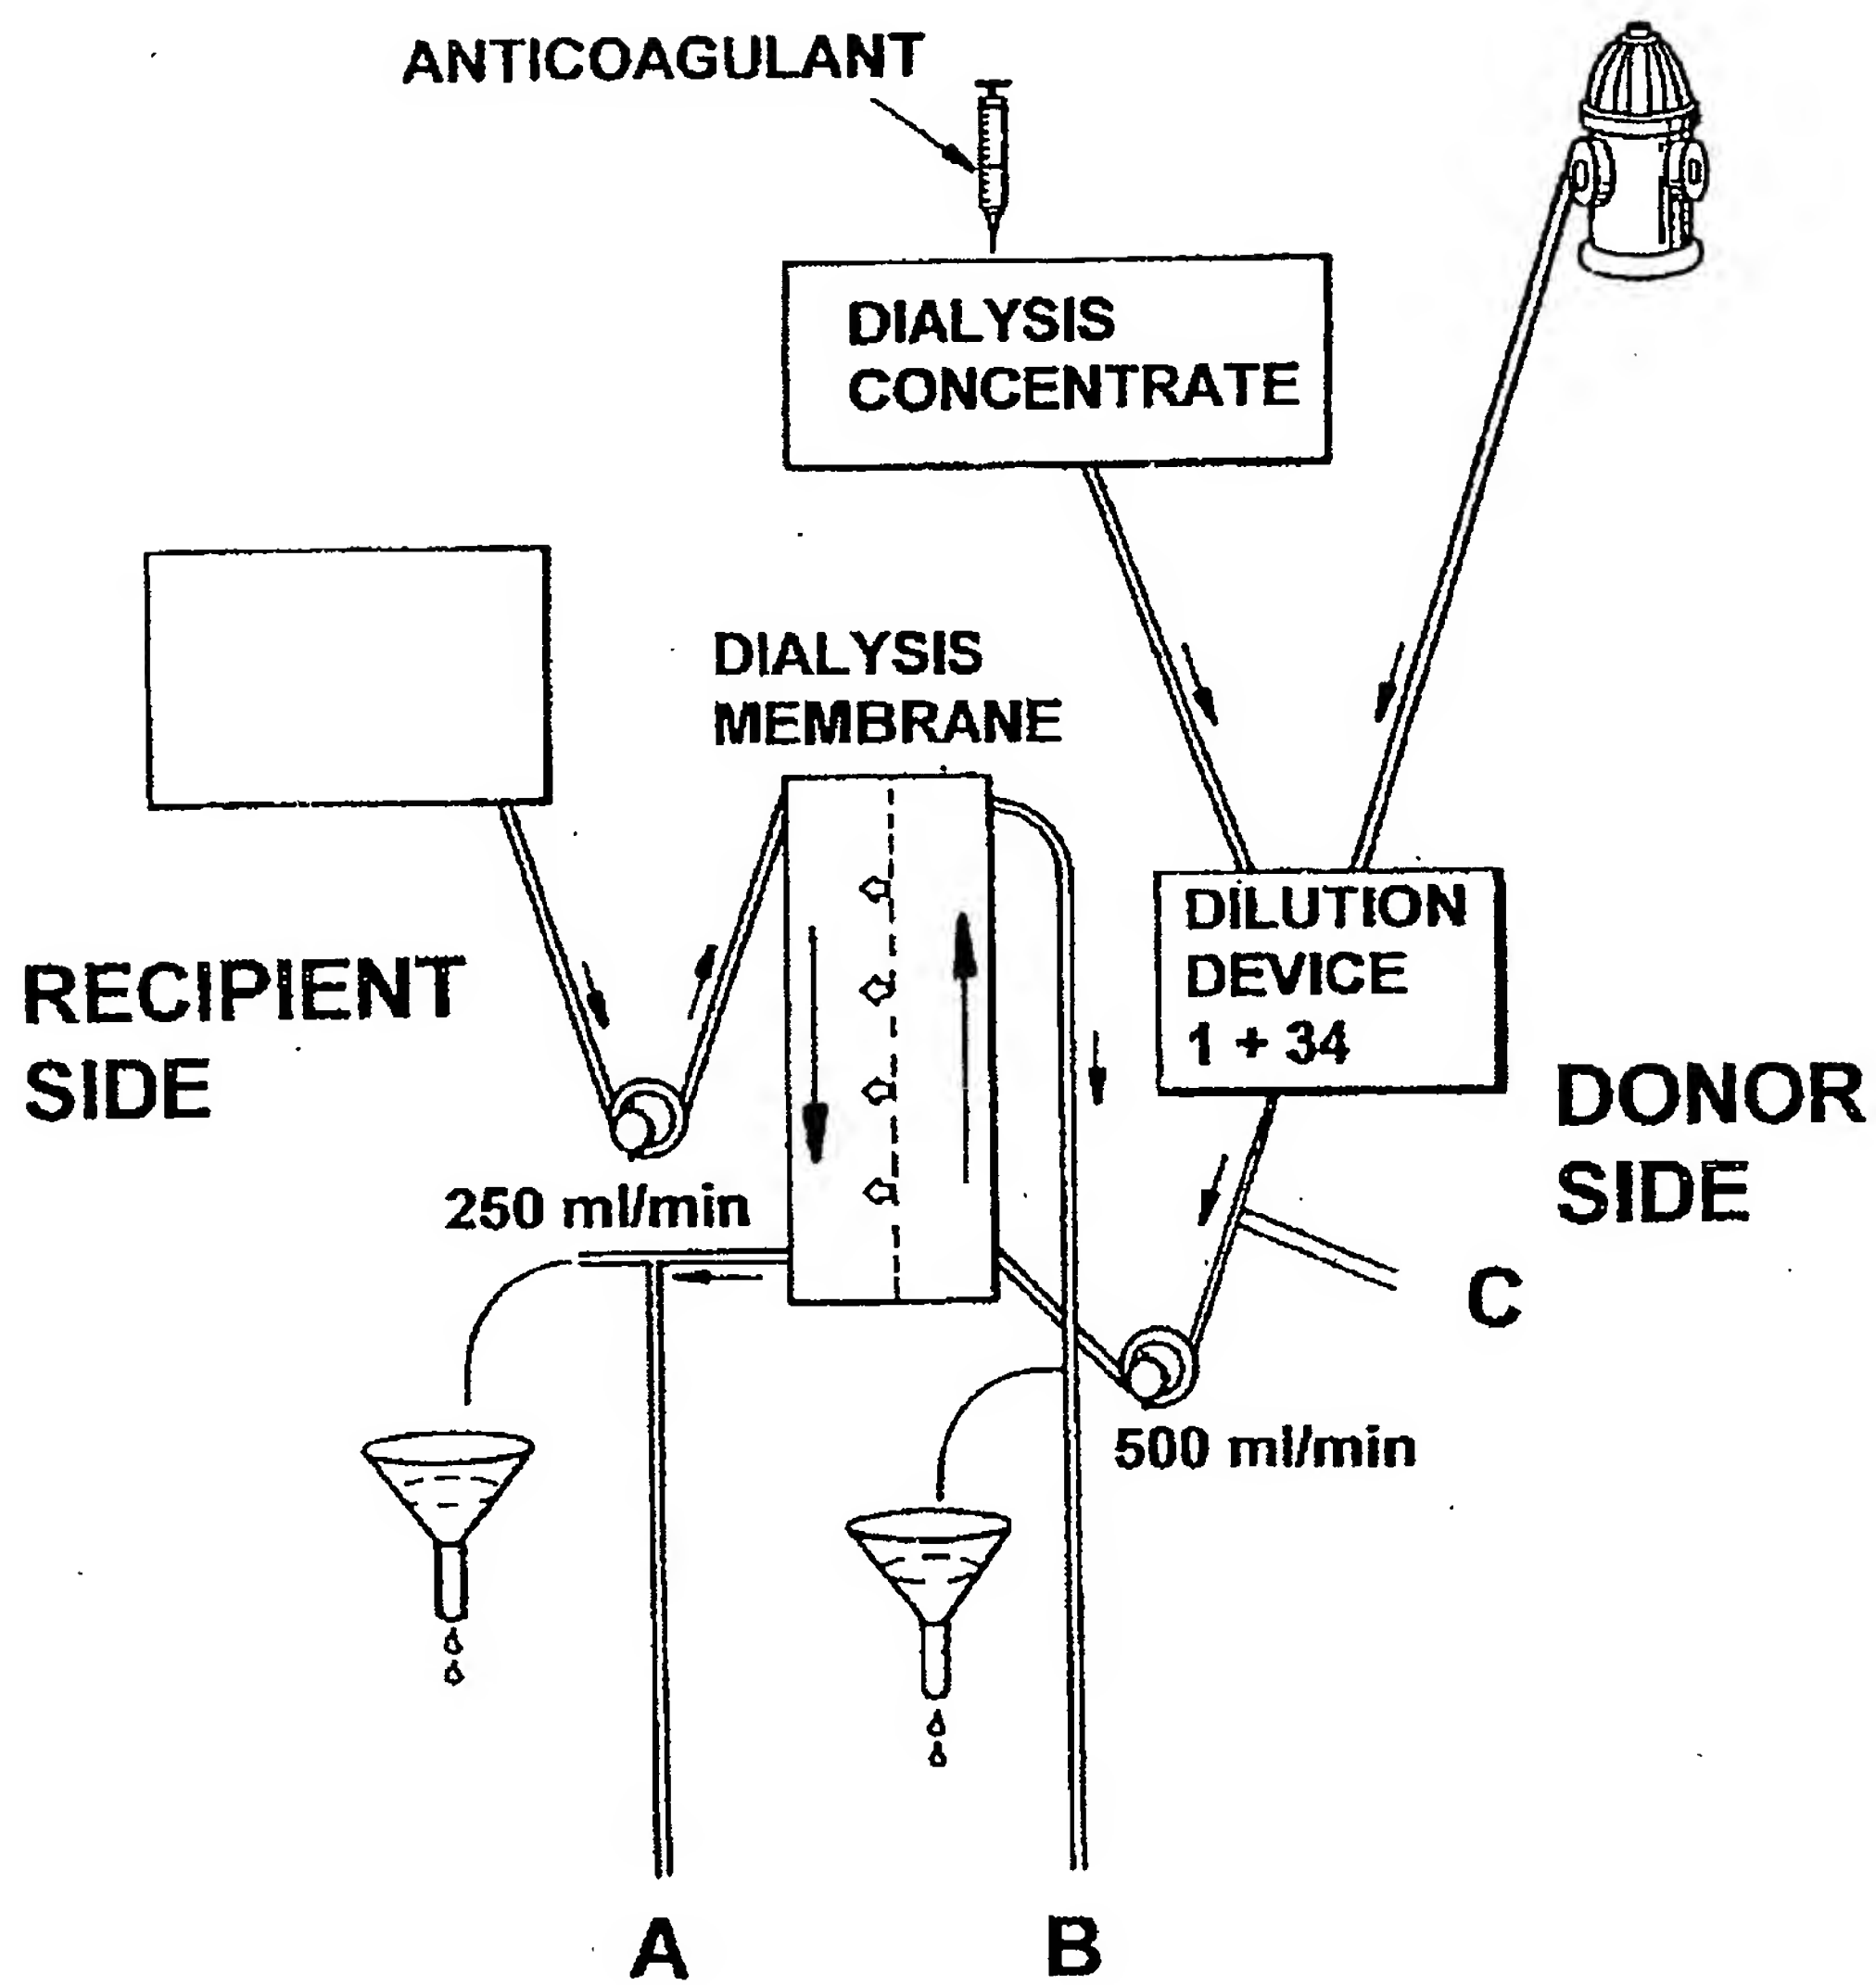 ANTICOAGULANT
DIALYSIS
CONCENTRATE
DIALYSIS
MEMBRANE
DILUTION
DEVICE
1 + 34
RECIPIENT
SIDE
DONOR
SIDE
250 ml/min
C
500 ml/min
A
B